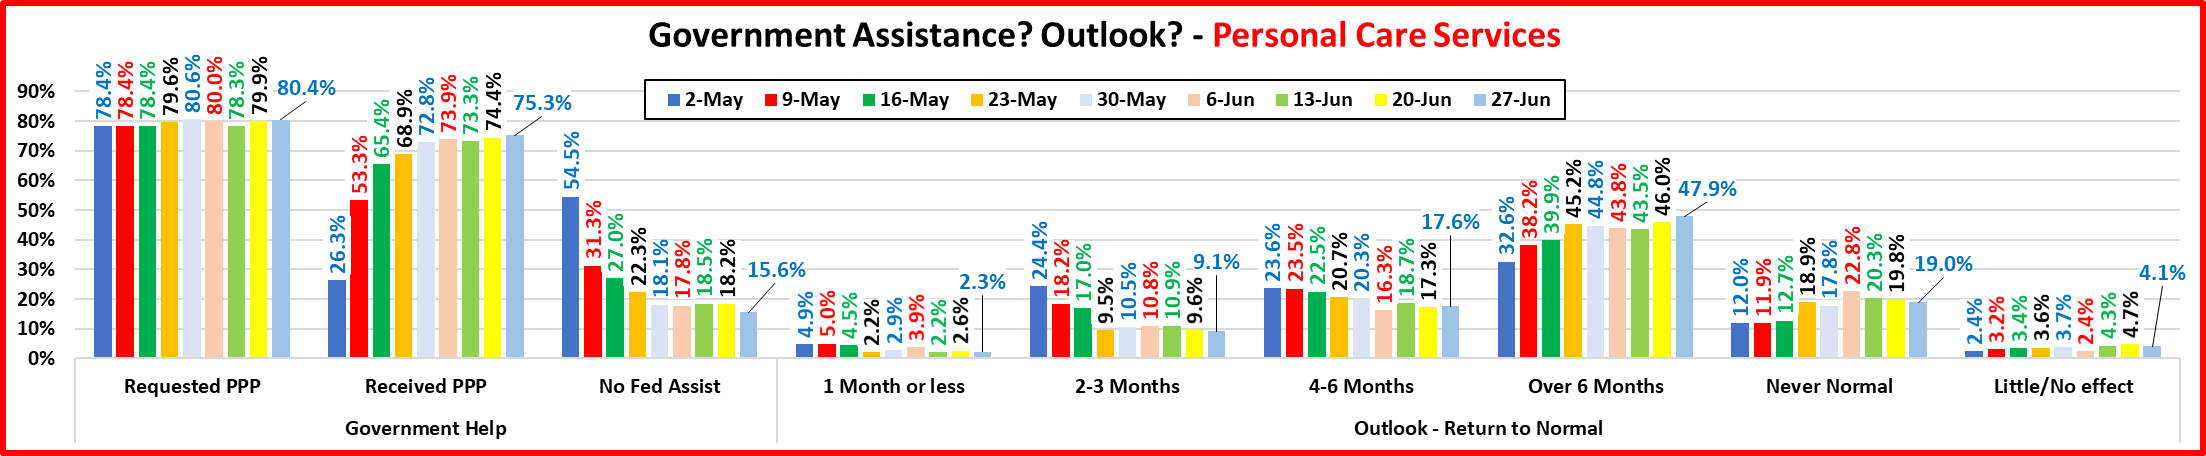 Government Assistance? Outlook? - Personal Care Services
2-May 9-May 16-May 23-May 30-May 6-Jun 13-Jun 20-Jun 27-Jun
90%
80%
70%
60%
50%
40%
30%
20%
10%
0%
78.4% 78.4% 78.4% 79.6% 80.6% 80.0% 78.3% 79.9% 80.4%
26.3% 53.3% 65.4% 68.9% 72.8% 73.9% 73.3% 74.4% 75.3%
54.5% 31.3% 27.0% 22.3% 18.1% 17.8% 18.5% 18.2% 15.6%
4.9% 5.0% 4.5% 2.2% 2.9% 3.9% 2.2% 2.6% 2.3%
24.4% 18.2% 17.0% 9.5% 10.5% 10.8% 10.9% 9.6% 9.1%
23.6% 23.5% 22.5% 20.7% 20.3% 16.3% 18.7% 17.3% 17.6%
32.6% 38.2% 39.9% 45.2% 44.8% 43.8% 43.5% 46.0% 47.9%
12.0% 11.9% 12.7% 18.9% 17.8% 22.8% 20.3% 19.8% 19.0%
2.4% 3.2% 3.4% 3.6% 3.7% 2.4% 4.3% 4.7% 4.1%
Requested PPP Received PPP No Fed Assist 1 Month or less 2-3 Months 4-6 Months Over 6 Months Never Normal Little/No effect
Government Help Outlook - Return to Normal